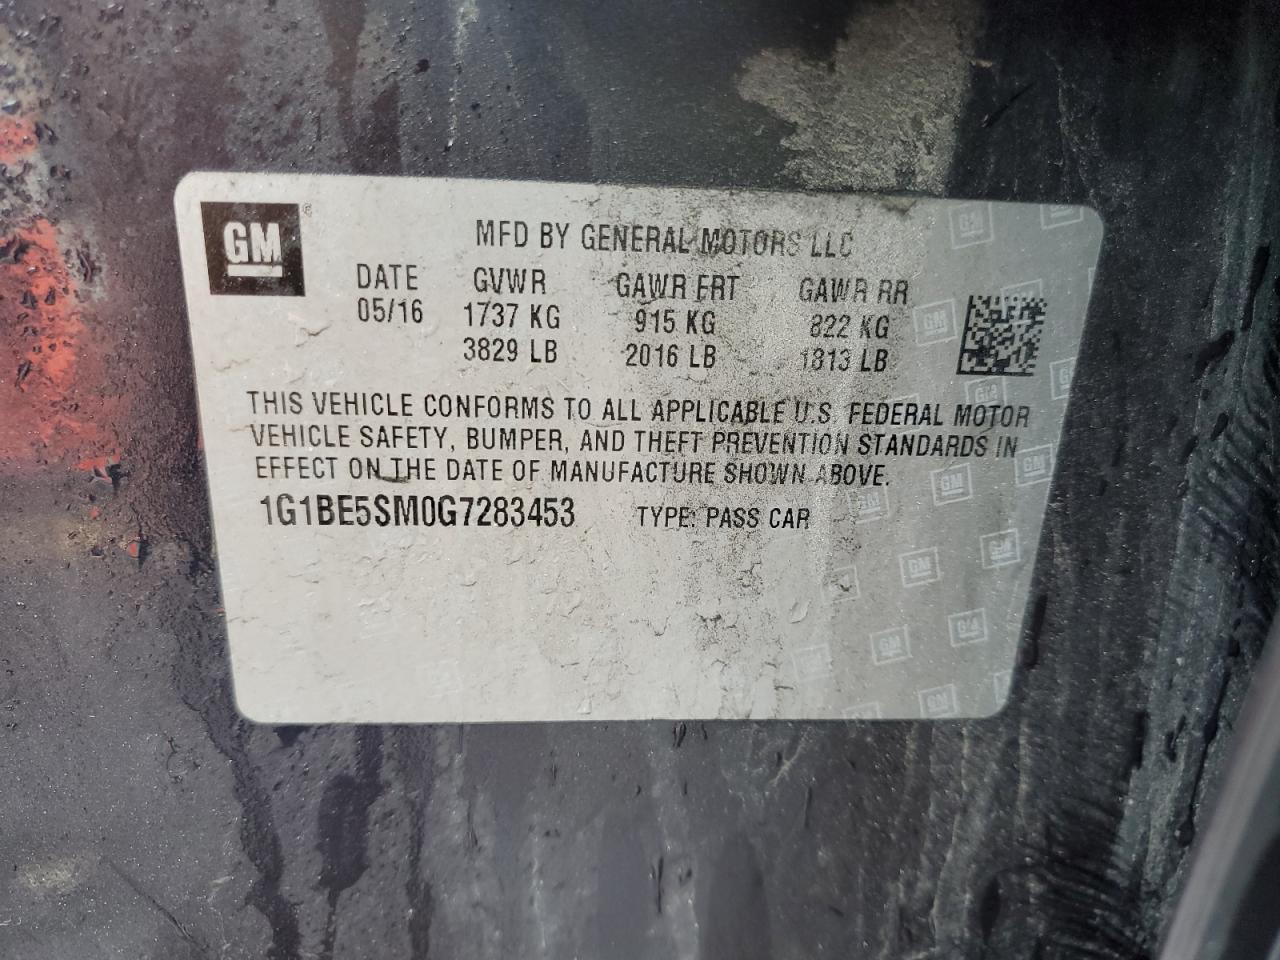 GM
MFD BY GENERAL MOTORS LLC
DATE GVWR GAWR FRT GAWR RR
05/16 1737 KG 915 KG 822 KG
3829 LB 2016 LB 1813 LB
THIS VEHICLE CONFORMS TO ALL APPLICABLE U.S. FEDERAL MOTOR
VEHICLE SAFETY, BUMPER, AND THEFT PREVENTION STANDARDS IN
EFFECT ON THE DATE OF MANUFACTURE SHOWN ABOVE.
1G1BE5SM0G7283453 TYPE: PASS CAR